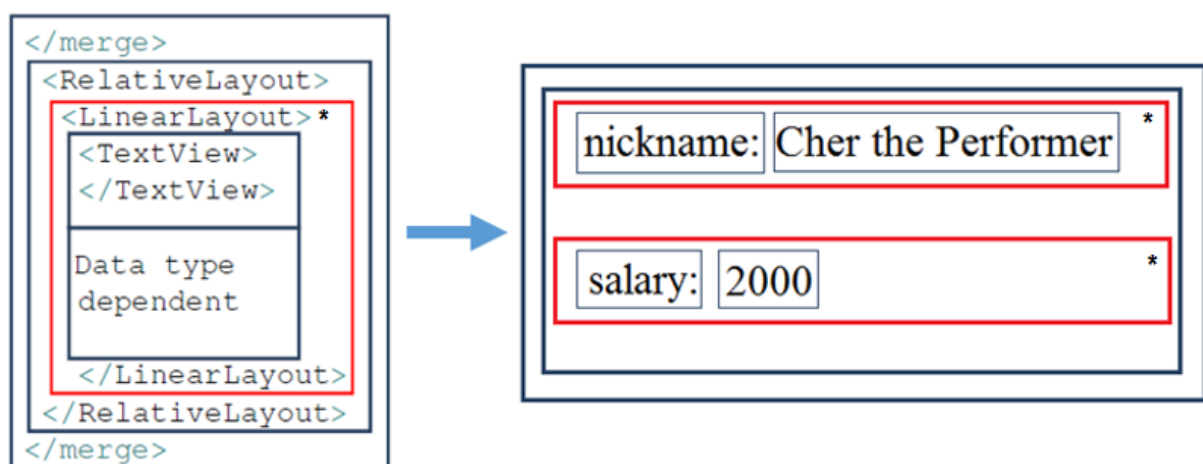 </merge>
<RelativeLayout>
<LinearLayout>*
<TextView>
</TextView>
Data type
dependent
</LinearLayout>
</RelativeLayout>
</merge>
nickname: Cher the Performer *
salary: 2000 *